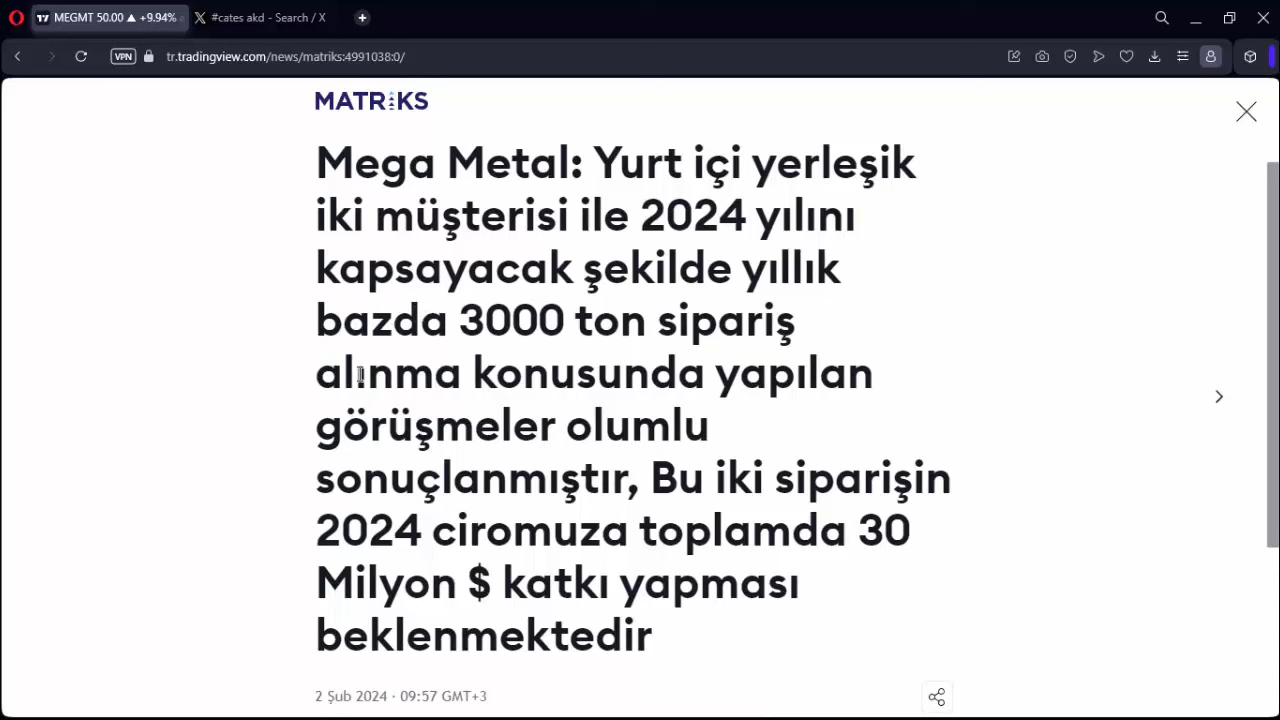 MEGMT 50.00 ▲ +9.94%
#cates akd - Search / X
VPN
tr.tradingview.com/news/matriks:4991038:0/
MATRİKS
Mega Metal: Yurt içi yerleşik
iki müşterisi ile 2024 yılını
kapsayacak şekilde yıllık
bazda 3000 ton sipariş
alınma konusunda yapılan
görüşmeler olumlu
sonuçlanmıştır, Bu iki siparişin
2024 ciromuza toplamda 30
Milyon $ katkı yapması
beklenmektedir
2 Şub 2024 · 09:57 GMT+3